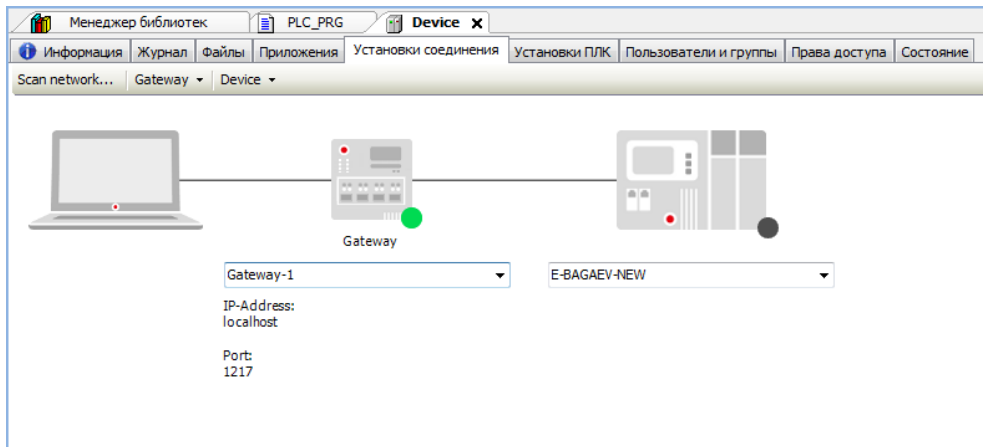 Менеджер библиотек PLC_PRG Device
Информация Журнал Файлы Приложения Установки соединения Установки ПЛК Пользователи и группы Права доступа Состояние
Scan network... Gateway Device
Gateway
Gateway-1 E-BAGAEV-NEW
IP-Address:
localhost
Port:
1217